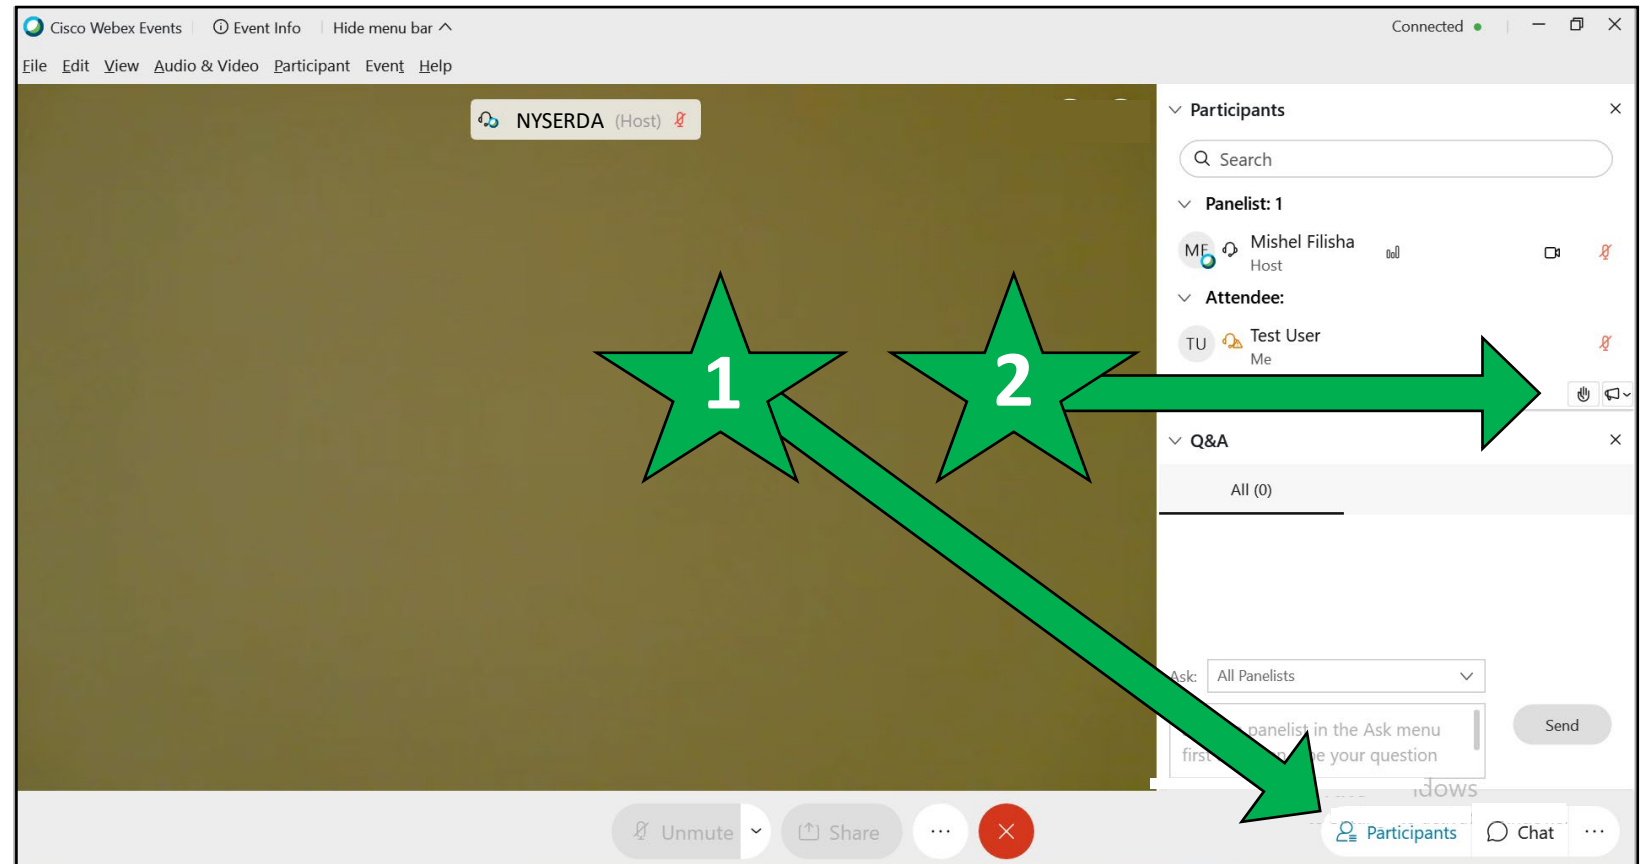 Cisco Webex Events Event Info Hide menu bar Connected
File Edit View Audio & Video Participant Event Help
NYSERDA (Host)
Participants
Search
Panelist: 1
MF Mishel Filisha
Host
Attendee:
TU Test User
Me
1
2
Q&A
All (0)
Ask: All Panelists
panelist in the Ask menu
first your question
Send
Unmute Share ... Participants Chat ...